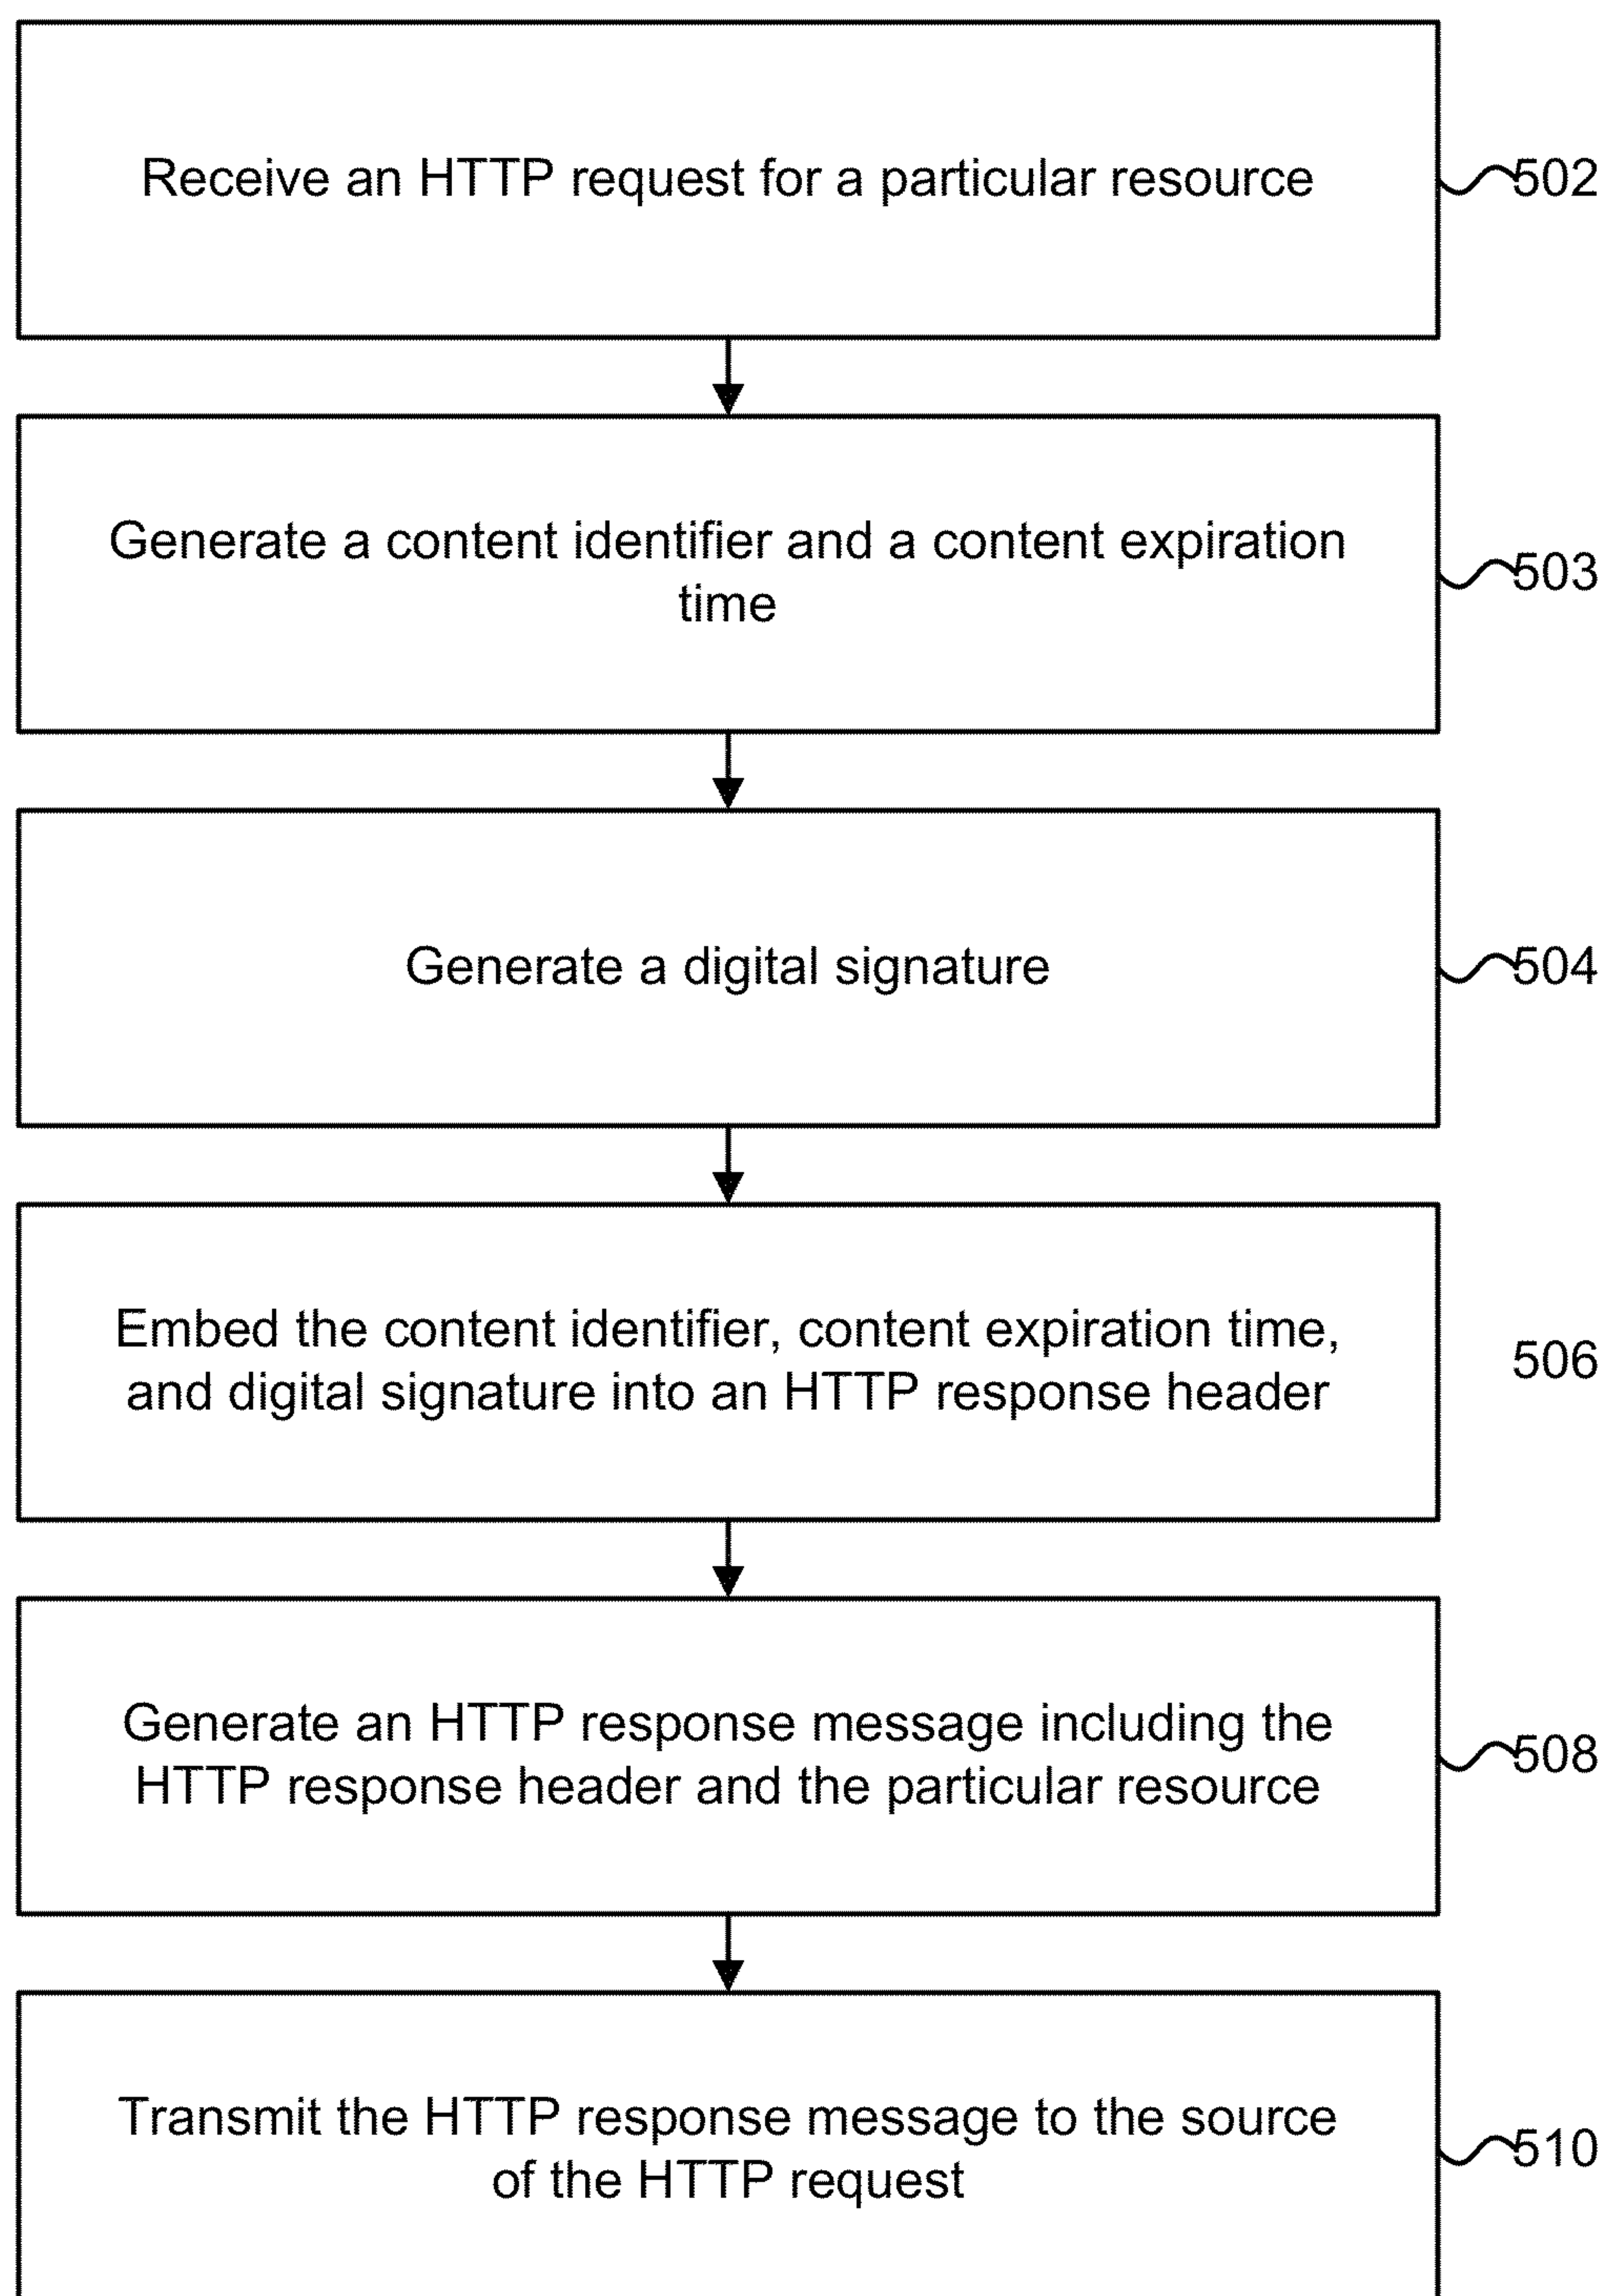 Receive an HTTP request for a particular resource
502
Generate a content identifier and a content expiration
time
503
Generate a digital signature
504
Embed the content identifier, content expiration time,
and digital signature into an HTTP response header
506
Generate an HTTP response message including the
HTTP response header and the particular resource
508
Transmit the HTTP response message to the source
of the HTTP request
510